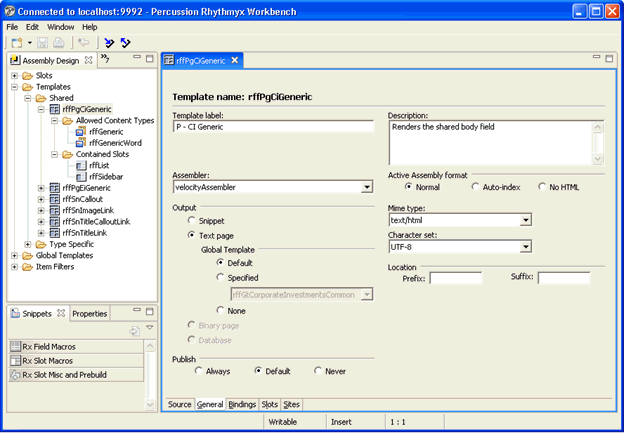 Connected to localhost:9992 - Percussion Rhythmyx Workbench
File Edit Window Help
Assembly Design
»7
rffPgCiGeneric
Slots
Templates
Shared
rffPgCiGeneric
Allowed Content Types
rffGeneric
rffGenericWord
Contained Slots
rffList
rffSidebar
rffPgEiGeneric
rffSnCallout
rffSnImageLink
rffSnTitleCalloutLink
rffSnTitleLink
Type Specific
Global Templates
Item Filters
Snippets Properties
Rx Field Macros
Rx Slot Macros
Rx Slot Misc and Prebuild
Template name: rffPgCiGeneric
Template label:
P - CI Generic
Description:
Renders the shared body field
Assembler:
velocityAssembler
Active Assembly format
Normal Auto-index No HTML
Output
Snippet
Text page
Global Template
Default
Specified
rffGtCorporateInvestmentsCommon
None
Binary page
Database
Mime type:
text/html
Character set:
UTF-8
Location
Prefix: Suffix:
Publish
Always Default Never
Source General Bindings Slots Sites
Writable Insert 1 : 1